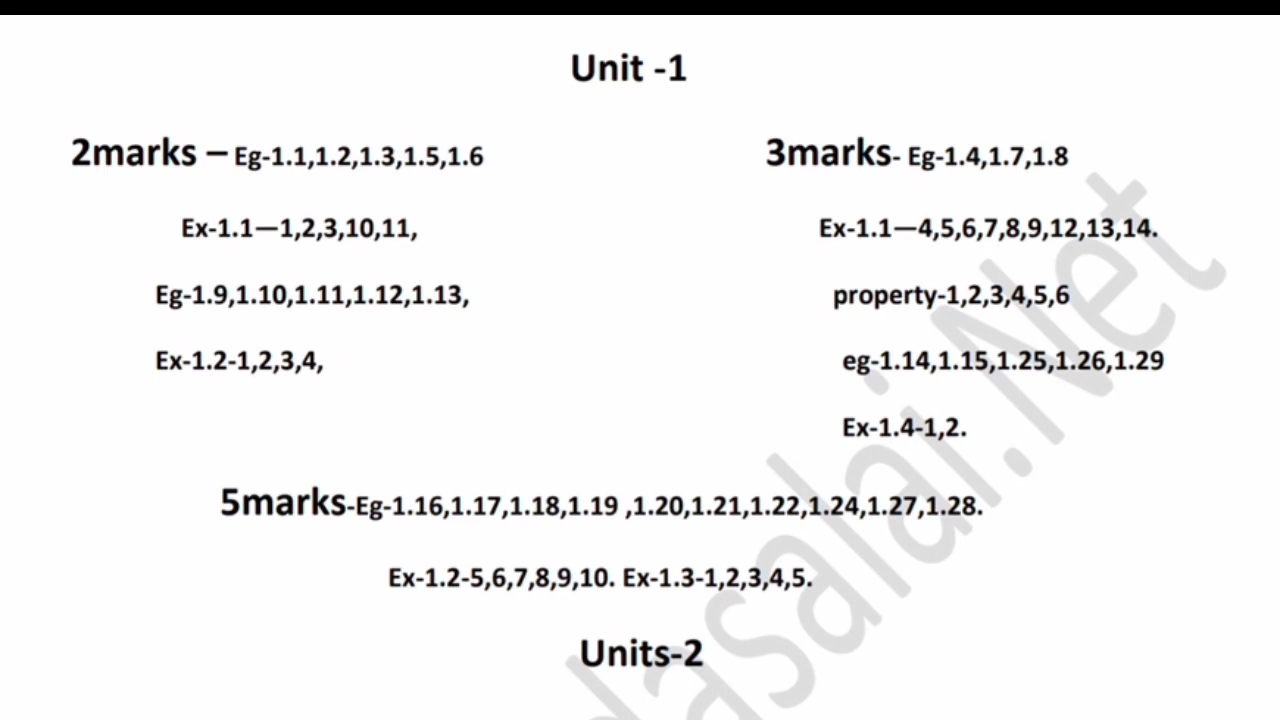 Unit -1
2marks – Eg-1.1,1.2,1.3,1.5,1.6
3marks- Eg-1.4,1.7,1.8
Ex-1.1—1,2,3,10,11,
Ex-1.1—4,5,6,7,8,9,12,13,14.
Eg-1.9,1.10,1.11,1.12,1.13,
property-1,2,3,4,5,6
Ex-1.2-1,2,3,4,
eg-1.14,1.15,1.25,1.26,1.29
Ex-1.4-1,2.
5marks-Eg-1.16,1.17,1.18,1.19 ,1.20,1.21,1.22,1.24,1.27,1.28.
Ex-1.2-5,6,7,8,9,10. Ex-1.3-1,2,3,4,5.
Units-2